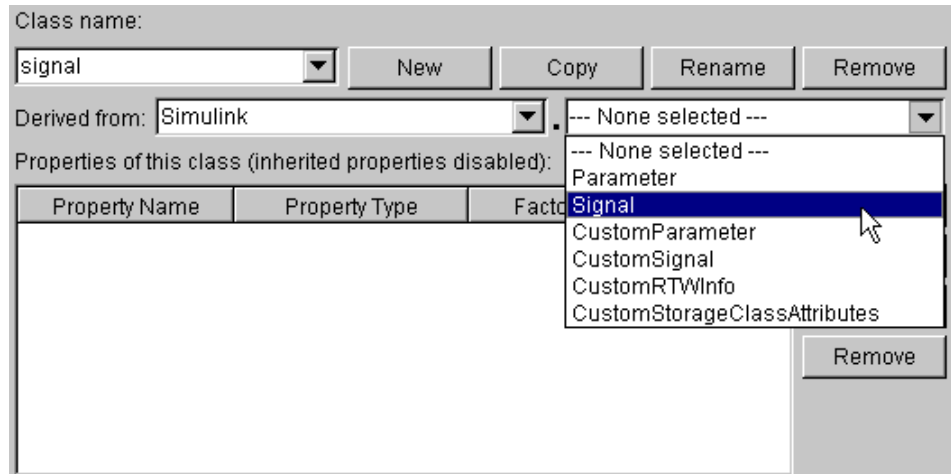 Class name:
signal New Copy Rename Remove
Derived from: Simulink . --- None selected ---
--- None selected ---
Properties of this class (inherited properties disabled):
Parameter
Property Name Property Type
Signal
CustomParameter
CustomSignal
CustomRTWInfo
CustomStorageClassAttributes
Remove